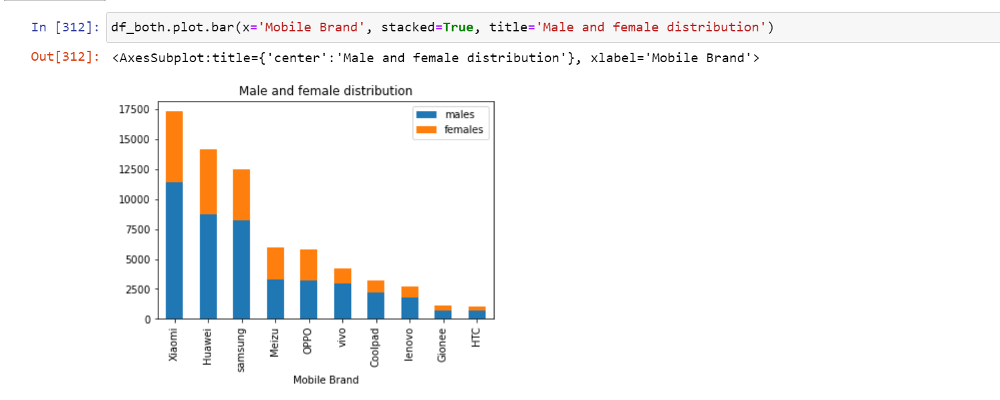 In [312]: df_both.plot.bar(x='Mobile Brand', stacked=True, title='Male and female distribution')
Out[312]: <AxesSubplot:title={'center':'Male and female distribution'}, xlabel='Mobile Brand'>
Male and female distribution
17500
15000
12500
10000
7500
5000
2500
0
males
females
Xiaomi
Huawei
samsung
Meizu
OPPO
vivo
Coolpad
lenovo
Gionee
HTC
Mobile Brand